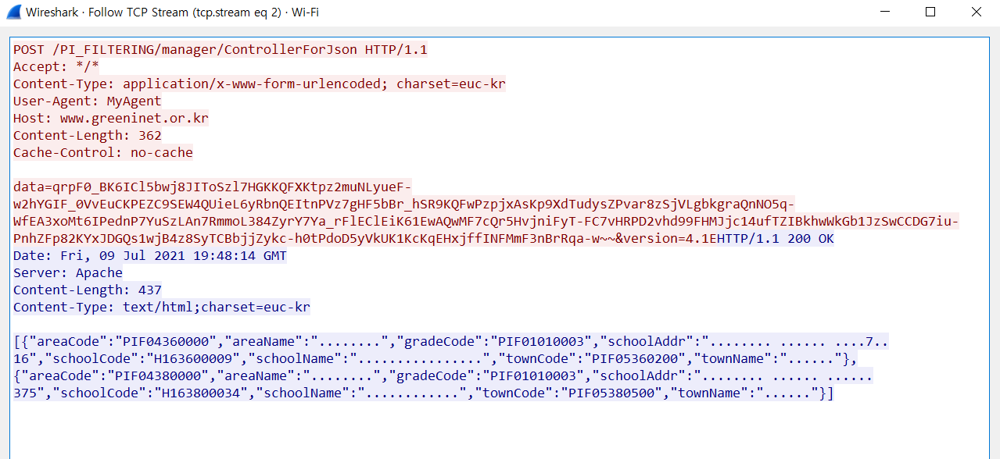 Wireshark · Follow TCP Stream (tcp.stream eq 2) · Wi-Fi
POST /PI_FILTERING/manager/ControllerForJson HTTP/1.1
Accept: */*
Content-Type: application/x-www-form-urlencoded; charset=euc-kr
User-Agent: MyAgent
Host: www.greeninet.or.kr
Content-Length: 362
Cache-Control: no-cache
data=qrpF0_BK6ICl5bwj8JIToSzl7HGKKQFXKtpz2muNLyueF-
w2hYGIF_0VvEuCKPEZC9SEW4QUieL6yRbnQEItnPVz7gHF5bBr_hSR9KQFwPzpjxAsKp9XdTudysZPvar8zSjVLgbkgraQnNO5q-
WfEA3xoMt6IPednP7YuSzLAn7RmmoL384ZyrY7Ya_rFlEClEiK61EwAQwMF7cQr5HvjniFyT-FC7vHRPD2vhd99FHMJjc14ufTZIBkhwWkGb1JzSwCCDG7iu-
PnhZFp82KYxJDGQs1wjB4z8SyTCBbjjZykc-h0tPdoD5yVkUK1KcKqEHxjffINFMmF3nBrRqa-w~~&version=4.1EHTTP/1.1 200 OK
Date: Fri, 09 Jul 2021 19:48:14 GMT
Server: Apache
Content-Length: 437
Content-Type: text/html;charset=euc-kr
[{"areaCode":"PIF04360000","areaName":"........","gradeCode":"PIF01010003","schoolAddr":"........ ...... ....7..
16","schoolCode":"H163600009","schoolName":"................","townCode":"PIF05360200","townName":"......"},
{"areaCode":"PIF04380000","areaName":"........","gradeCode":"PIF01010003","schoolAddr":"........ ...... ......
375","schoolCode":"H163800034","schoolName":"............","townCode":"PIF05380500","townName":"......"}]